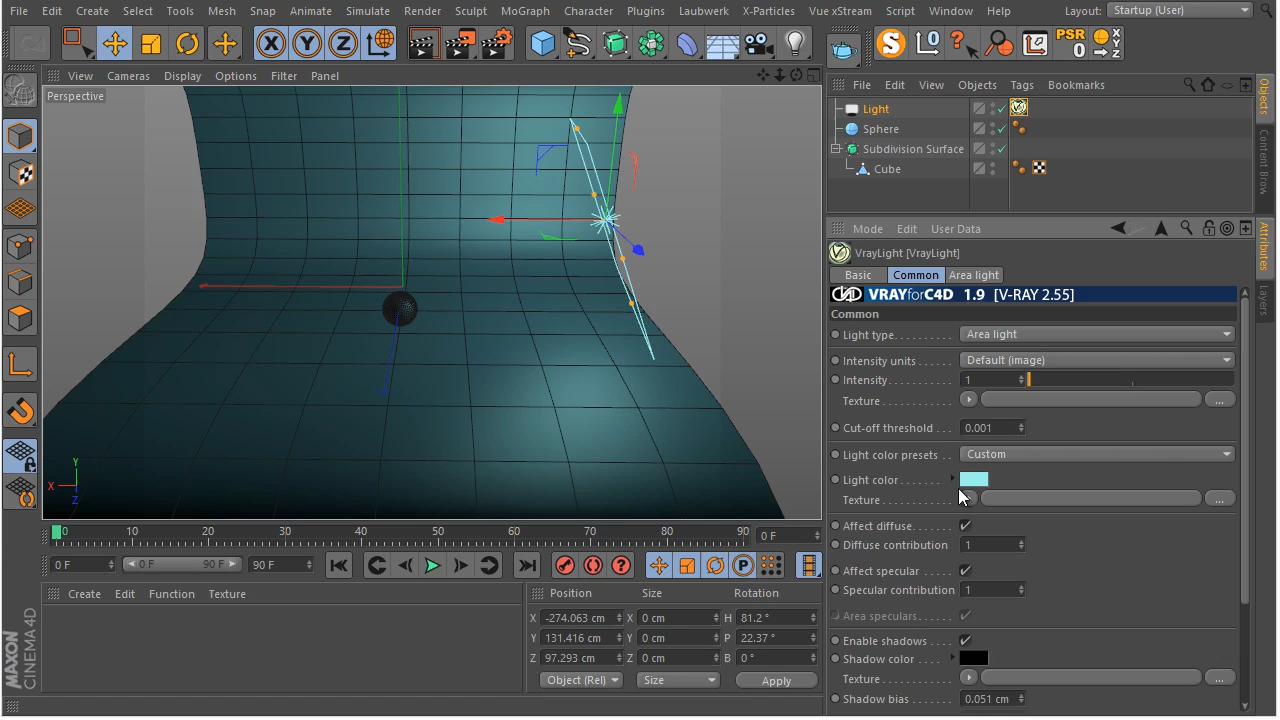 File Edit Create Select Tools Mesh Snap Animate Simulate Render Sculpt MoGraph Character Plugins Laubwerk X-Particles Vue xStream Script Window Help Layout: Startup (User)
X Y Z S PSR 0
View Cameras Display Options Filter Panel
Perspective
Y
X
Z
0 10 20 30 40 50 60 70 80 90 0 F
0 F 0 F 90 F 90 F P
Create Edit Function Texture
Position Size Rotation
X -274.063 cm X 0 cm H 81.2 °
Y 131.416 cm Y 0 cm P 22.37 °
Z 97.293 cm Z 0 cm B 0 °
Object (Rel) Size Apply
MAXON
CINEMA 4D
File Edit View Objects Tags Bookmarks
Light
Sphere
Subdivision Surface
Cube
Objects
Content Brow
Mode Edit User Data
VrayLight [VrayLight]
Basic Common Area light
VRAYforC4D 1.9 [V-RAY 2.55]
Common
Light type Area light
Intensity units Default (image)
Intensity 1
Texture ...
Cut-off threshold 0.001
Light color presets Custom
Light color
Texture ...
Affect diffuse
Diffuse contribution 1
Affect specular
Specular contribution 1
Area speculars
Enable shadows
Shadow color
Texture ...
Shadow bias 0.051 cm
Attributes
Layers